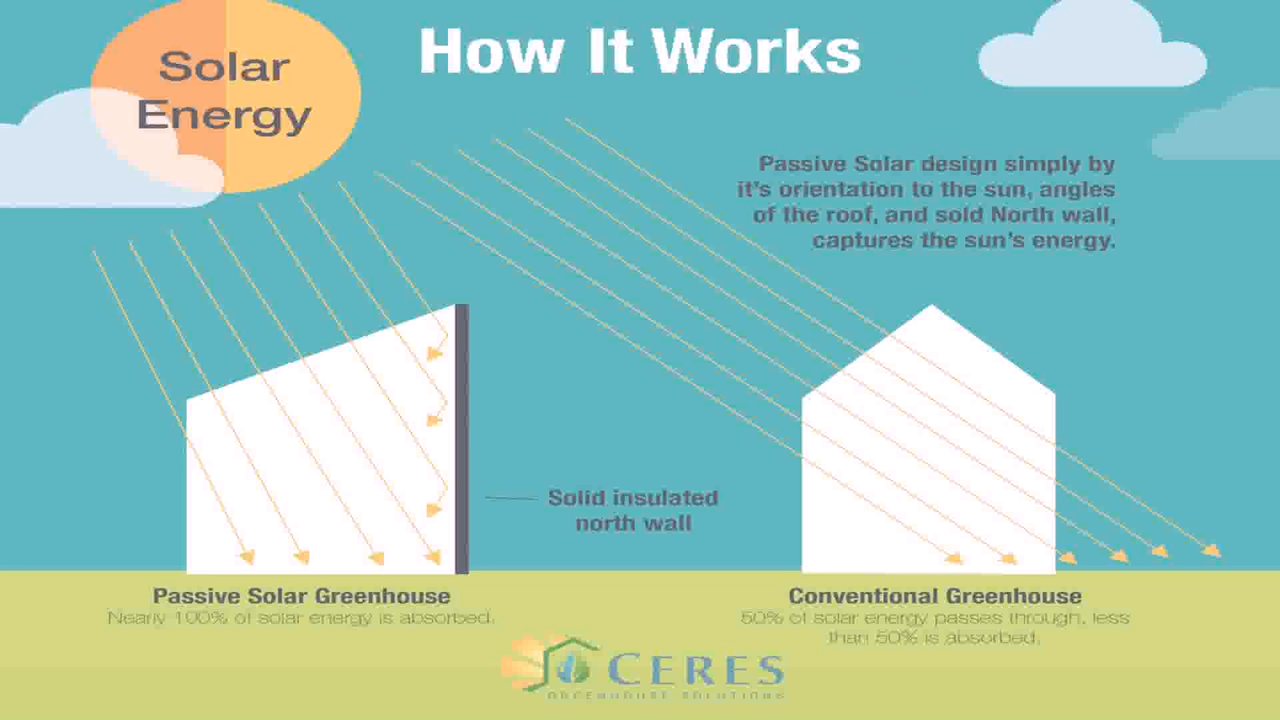 How It Works
Solar
Energy
Passive Solar design simply by
it's orientation to the sun, angles
of the roof, and sold North wall,
captures the sun's energy.
Solid insulated
north wall
Passive Solar Greenhouse
Nearly 100% of solar energy is absorbed.
Conventional Greenhouse
50% of solar energy passes through, less
than 50% is absorbed.
CERES
GREENHOUSE SOLUTIONS